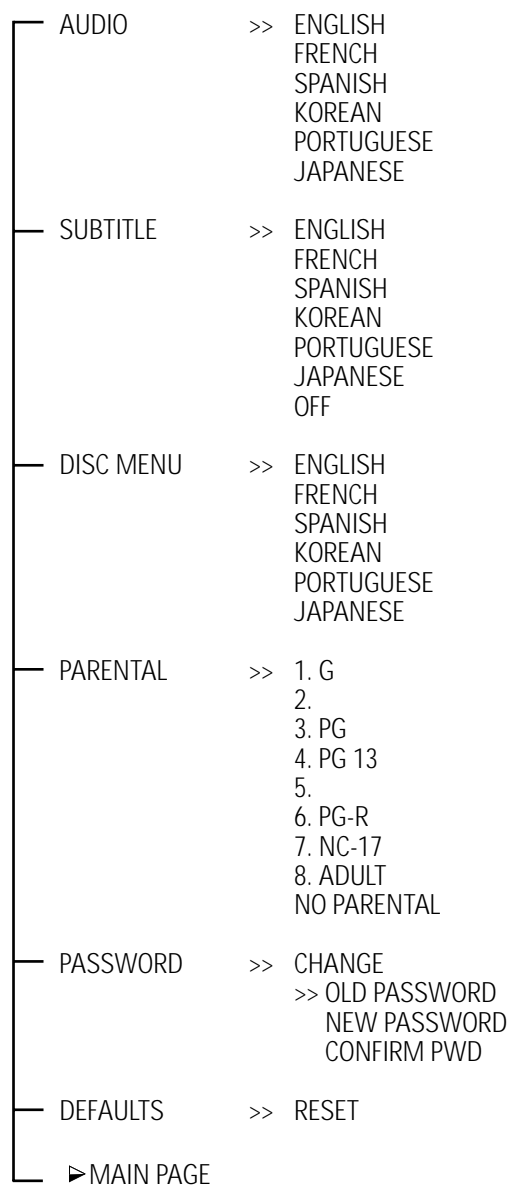 AUDIO >> ENGLISH
FRENCH
SPANISH
KOREAN
PORTUGUESE
JAPANESE
SUBTITLE >> ENGLISH
FRENCH
SPANISH
KOREAN
PORTUGUESE
JAPANESE
OFF
DISC MENU >> ENGLISH
FRENCH
SPANISH
KOREAN
PORTUGUESE
JAPANESE
PARENTAL >> 1. G
2.
3. PG
4. PG 13
5.
6. PG-R
7. NC-17
8. ADULT
NO PARENTAL
PASSWORD >> CHANGE
>> OLD PASSWORD
NEW PASSWORD
CONFIRM PWD
DEFAULTS >> RESET
MAIN PAGE